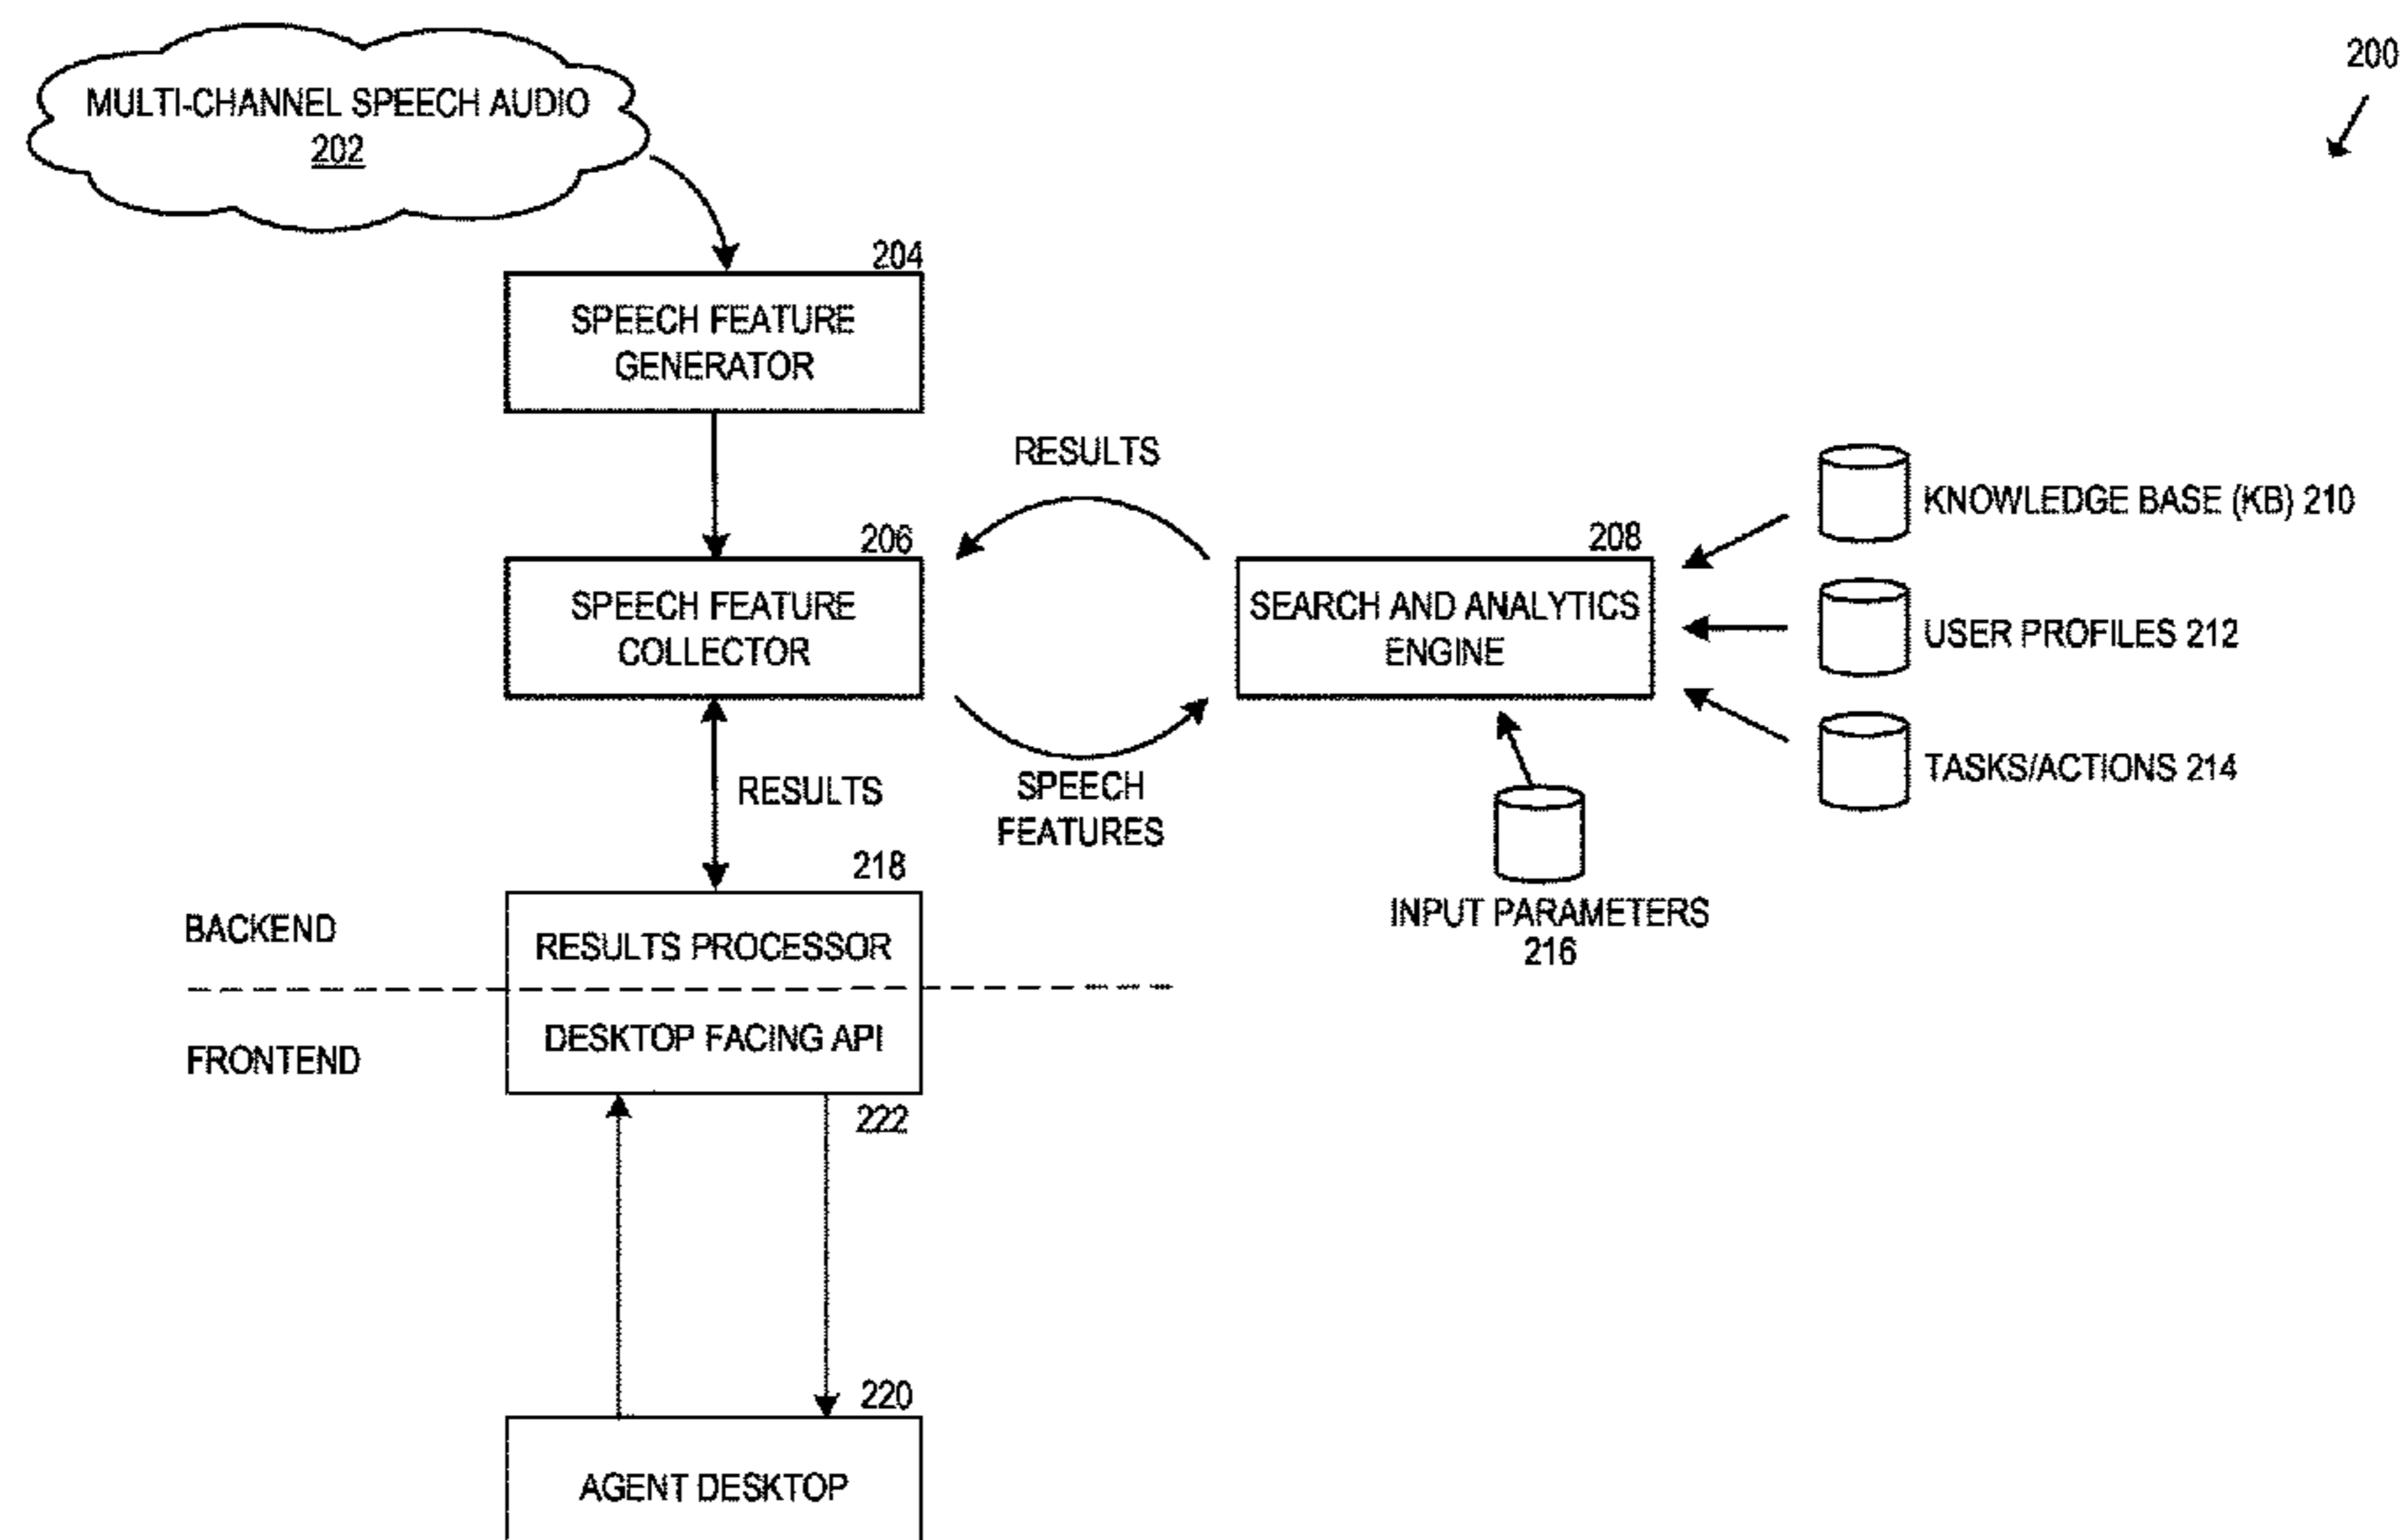 200
MULTI-CHANNEL SPEECH AUDIO
202
204
SPEECH FEATURE
GENERATOR
RESULTS
206
SPEECH FEATURE
COLLECTOR
208
SEARCH AND ANALYTICS
ENGINE
KNOWLEDGE BASE (KB) 210
USER PROFILES 212
TASKS/ACTIONS 214
RESULTS
SPEECH
FEATURES
INPUT PARAMETERS
216
218
BACKEND
RESULTS PROCESSOR
FRONTEND
DESKTOP FACING API
222
220
AGENT DESKTOP